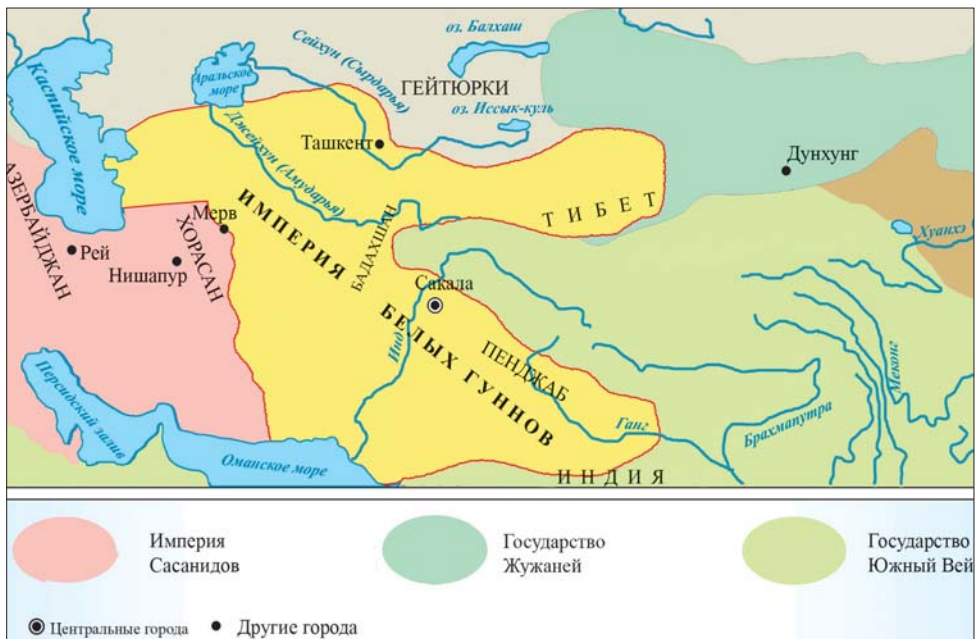 оз. Балхаш
Сейхун (Сырдарья)
Каспийское море
Аральское
море
ГЕЙТЮРКИ
оз. Иссык-куль
Джейхун (Амударья)
Ташкент
Дунхунг
АЗЕРБАЙДЖАН
ХОРАСАН
Мерв
ИМПЕРИЯ
БЕЛЫХ ГУННОВ
БАДАХШАН
ТИБЕТ
Хуанхэ
Рей
Нишапур
Сакала
Инд
ПЕНДЖАБ
Меконг
Персидский залив
Ганг
Брахмапутра
Оманское море
ИНДИЯ
Империя
Сасанидов
Государство
Жужаней
Государство
Южный Вей
Центральные города
Другие города